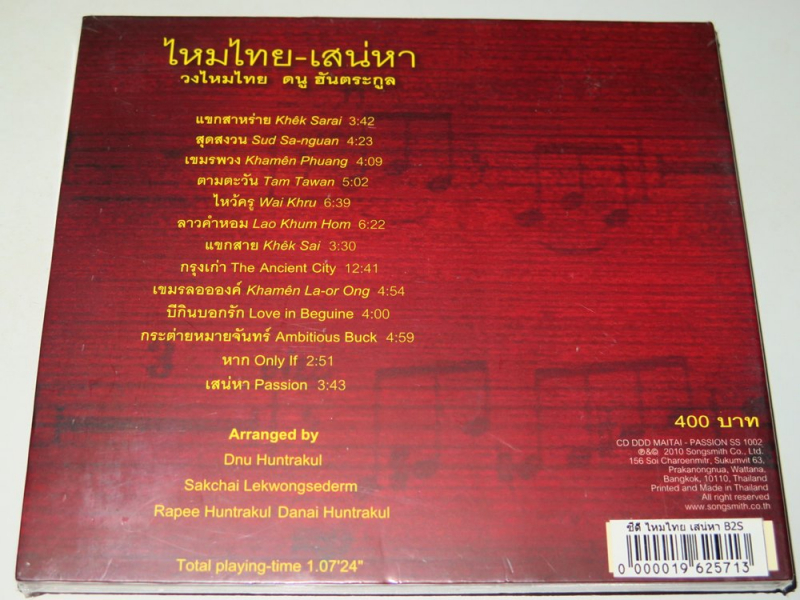 ไหมไทย-เสน่หา
วงไหมไทย ดนู ฮันตระกูล
แขกสาหร่าย Khêk Sarai 3:42
สุดสงวน Sud Sa-nguan 4:23
เขมรพวง Khamên Phuang 4:09
ตามตะวัน Tam Tawan 5:02
ไหว้ครู Wai Khru 6:39
ลาวคำหอม Lao Khum Hom 6:22
แขกสาย Khêk Sai 3:30
กรุงเก่า The Ancient City 12:41
เขมรลออองค์ Khamên La-or Ong 4:54
บีกินบอกรัก Love in Beguine 4:00
กระต่ายหมายจันทร์ Ambitious Buck 4:59
หาก Only If 2:51
เสน่หา Passion 3:43
Arranged by
Dnu Huntrakul
Sakchai Lekwongsederm
Rapee Huntrakul Danai Huntrakul
Total playing-time 1.07'24"
400 บาท
CD DDD MAITAI - PASSION SS 1002
℗&© 2010 Songsmith Co., Ltd.
156 Soi Charoenmitr, Sukumvit 63,
Prakanongnua, Wattana,
Bangkok, 10110, Thailand
Printed and Made in Thailand
All right reserved
www.songsmith.co.th
ซีดี ไหมไทย เสน่หา B2S
0 000019 625713